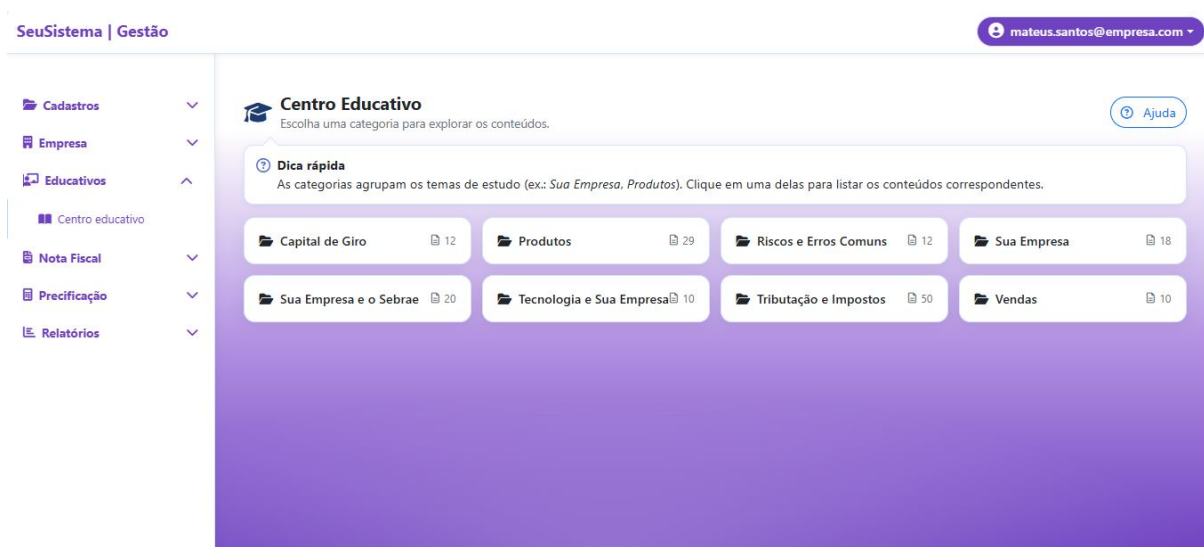 SeuSistema | Gestão
mateus.santos@empresa.com
Cadastros
Empresa
Educativos
Centro educativo
Nota Fiscal
Precificação
Relatórios
Centro Educativo
Escolha uma categoria para explorar os conteúdos.
Ajuda
Dica rápida
As categorias agrupam os temas de estudo (ex.: Sua Empresa, Produtos). Clique em uma delas para listar os conteúdos correspondentes.
Capital de Giro 12
Produtos 29
Riscos e Erros Comuns 12
Sua Empresa 18
Sua Empresa e o Sebrae 20
Tecnologia e Sua Empresa 10
Tributação e Impostos 50
Vendas 10